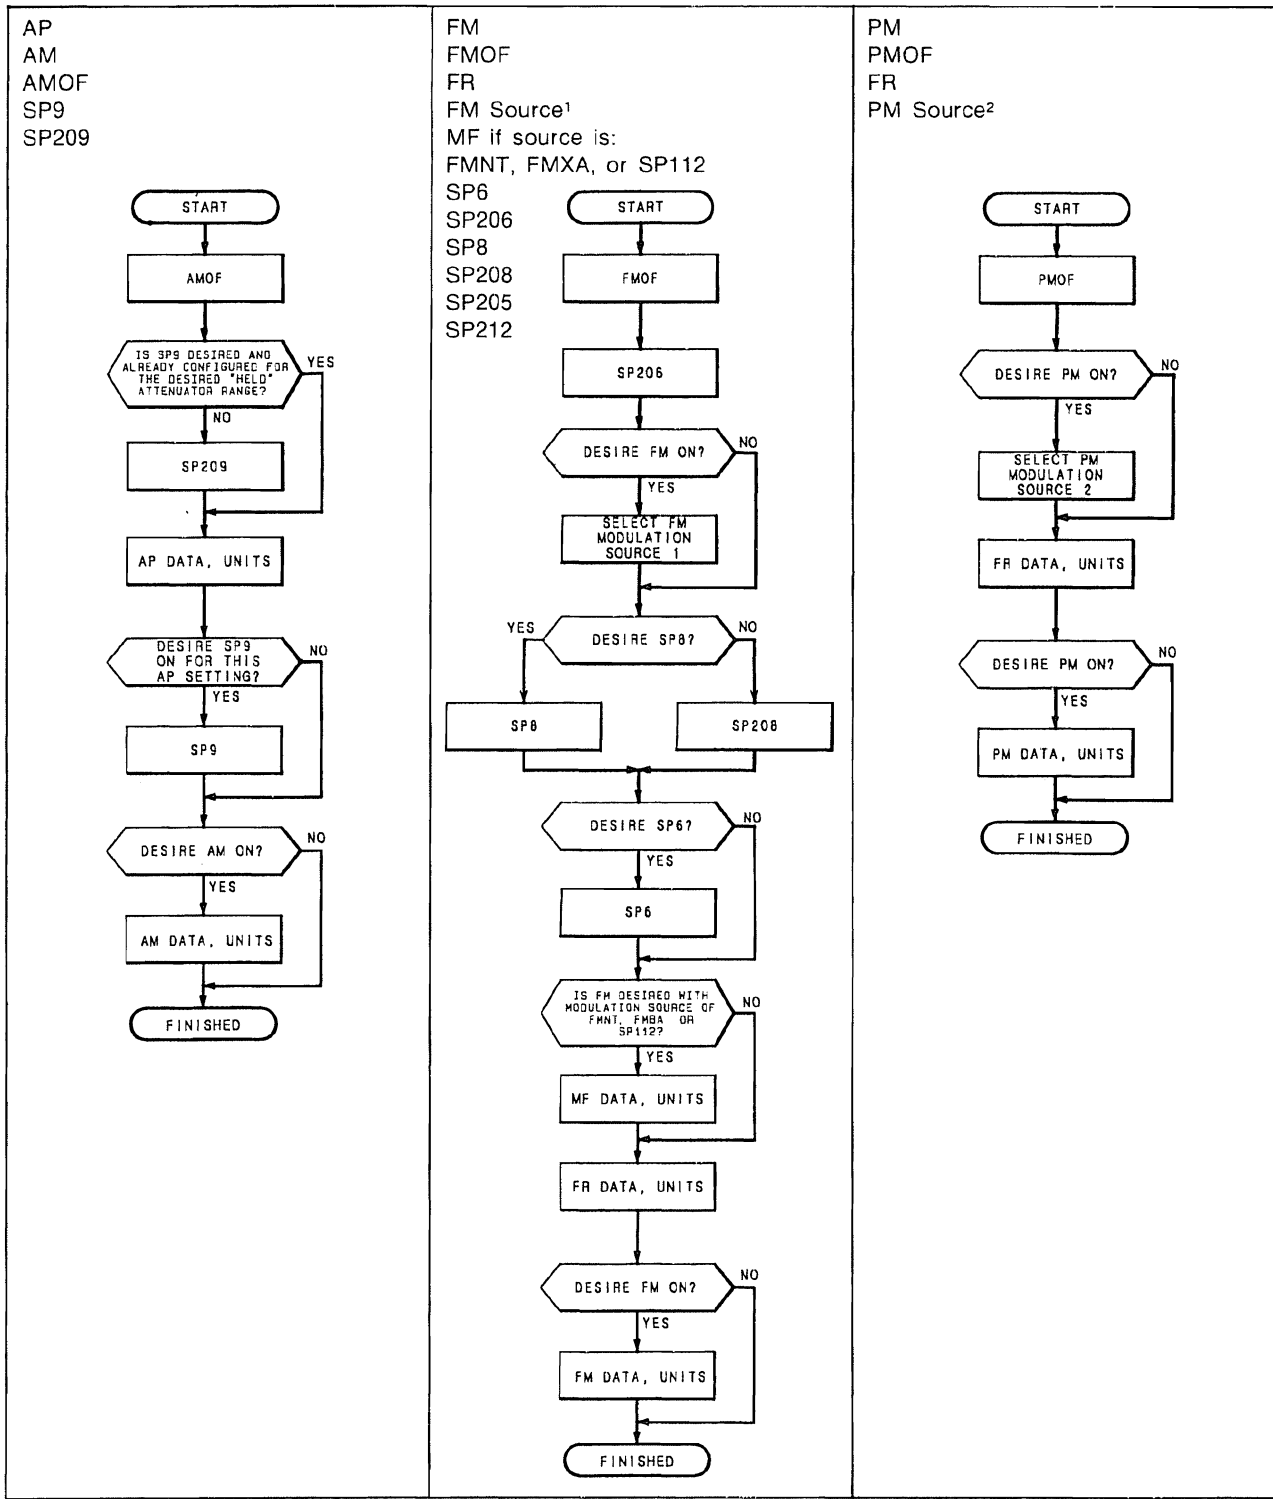 AP
AM
AMOF
SP9
SP209
START
AMOF
IS SP9 DESIRED AND
ALREADY CONFIGURED FOR
THE DESIRED "HELD"
ATTENUATOR RANGE?
YES
NO
SP209
AP DATA, UNITS
DESIRE SP9
ON FOR THIS
AP SETTING?
NO
YES
SP9
DESIRE AM ON?
NO
YES
AM DATA, UNITS
FINISHED
FM
FMOF
FR
FM Source¹
MF if source is:
FMNT, FMXA, or SP112
SP6
SP206
SP8
SP208
SP205
SP212
START
FMOF
SP206
DESIRE FM ON?
NO
YES
SELECT FM
MODULATION
SOURCE 1
DESIRE SP8?
YES
NO
SP8
SP208
DESIRE SP6?
NO
YES
SP6
IS FM DESIRED WITH
MODULATION SOURCE OF
FMNT, FMBA OR
SP112?
NO
YES
MF DATA, UNITS
FR DATA, UNITS
DESIRE FM ON?
NO
YES
FM DATA, UNITS
FINISHED
PM
PMOF
FR
PM Source²
START
PMOF
DESIRE PM ON?
NO
YES
SELECT PM
MODULATION
SOURCE 2
FR DATA, UNITS
DESIRE PM ON?
NO
YES
PM DATA, UNITS
FINISHED